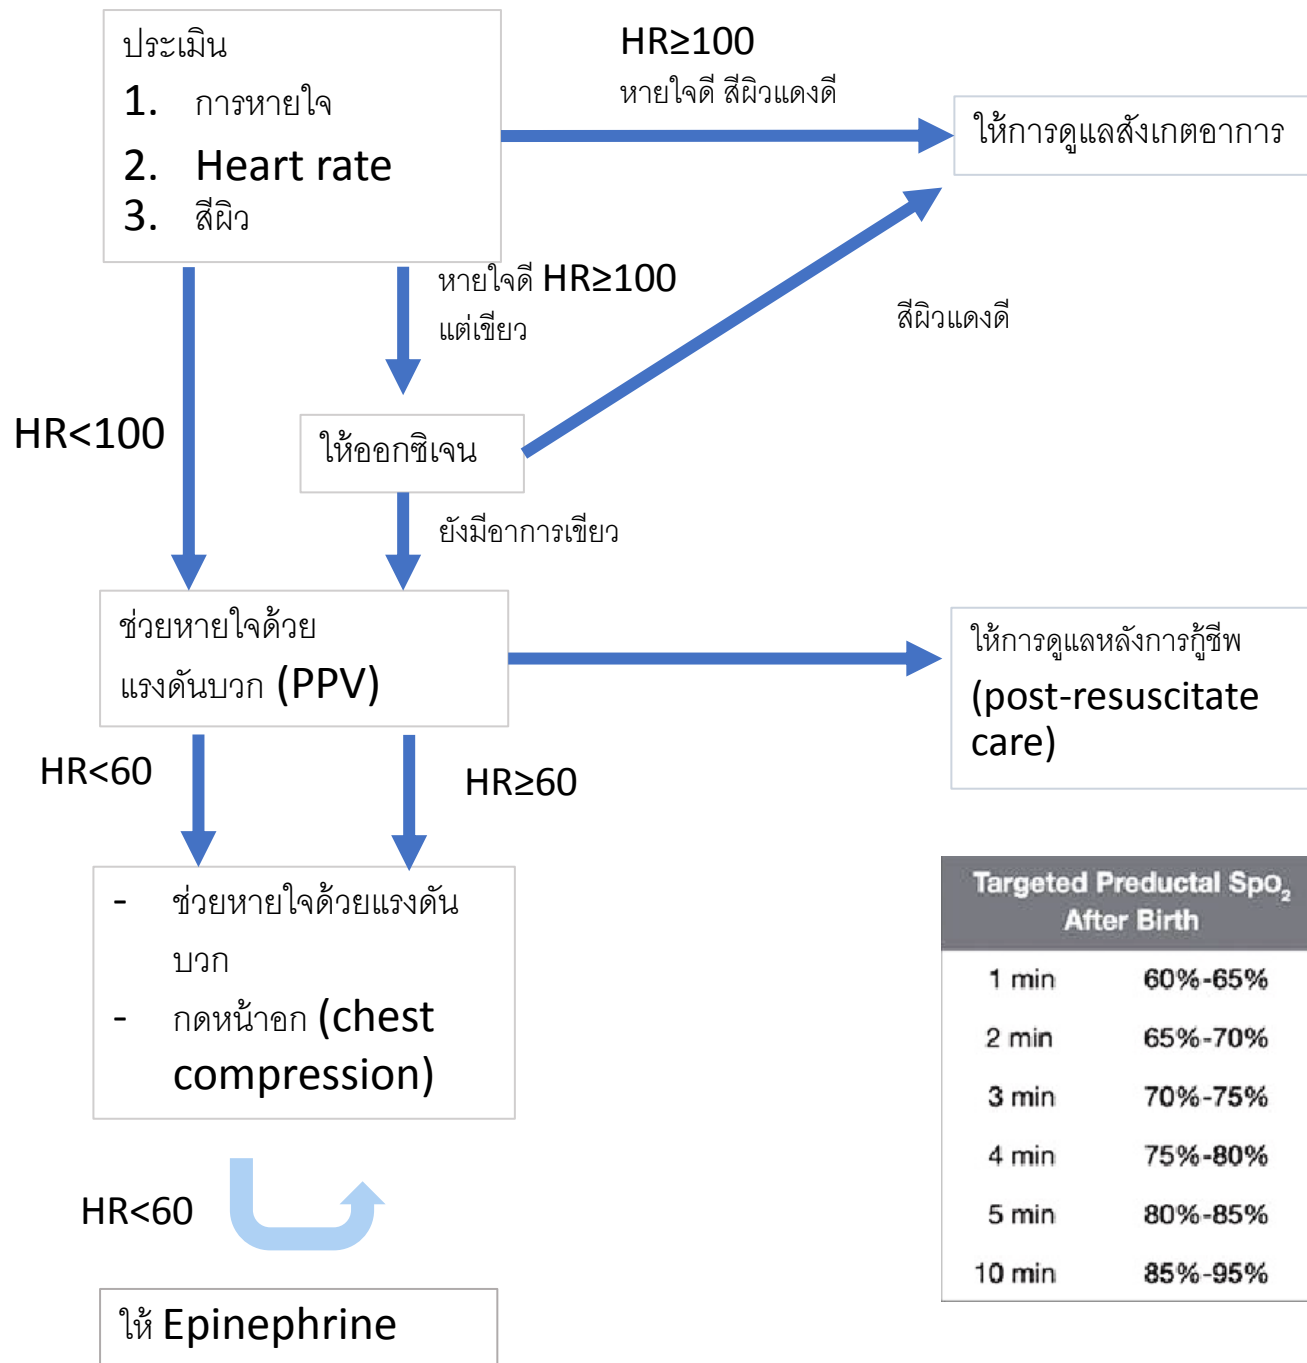 ประเมิน
1. การหายใจ
2. Heart rate
3. สีผิว
HR≥100
หายใจดี สีผิวแดงดี
ให้การดูแลสังเกตอาการ
หายใจดี HR≥100
แต่เขียว
สีผิวแดงดี
HR<100
ให้ออกซิเจน
ยังมีอาการเขียว
ช่วยหายใจด้วย
แรงดันบวก (PPV)
ให้การดูแลหลังการกู้ชีพ
(post-resuscitate
care)
HR<60
HR≥60
- ช่วยหายใจด้วยแรงดัน
บวก
- กดหน้าอก (chest
compression)
HR<60
ให้ Epinephrine
Targeted Preductal SpO₂
After Birth
1 min 60%-65%
2 min 65%-70%
3 min 70%-75%
4 min 75%-80%
5 min 80%-85%
10 min 85%-95%